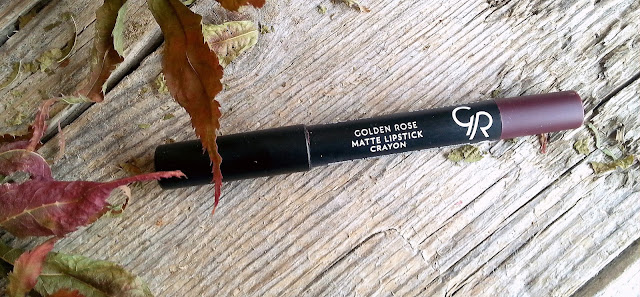 GOLDEN ROSE
MATTE LIPSTICK
CRAYON
GR